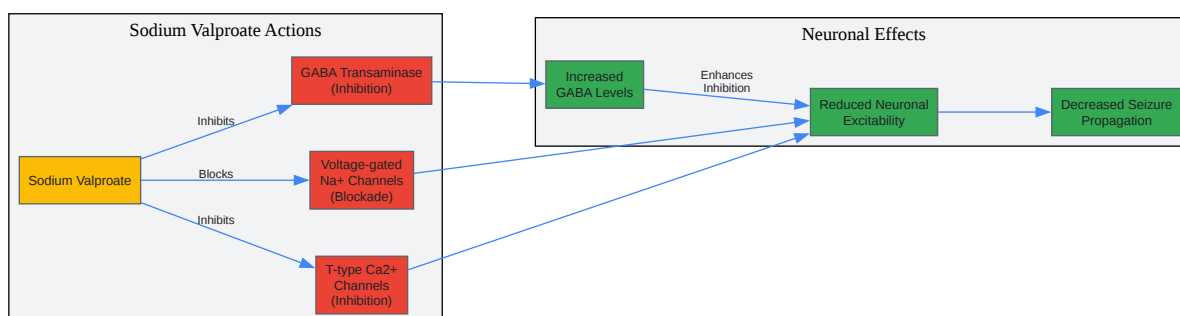 Sodium Valproate Actions
Neuronal Effects
GABA Transaminase
(Inhibition)
Increased
GABA Levels
Enhances
Inhibition
Reduced Neuronal
Excitability
Decreased Seizure
Propagation
Inhibits
Sodium Valproate
Blocks
Voltage-gated
Na+ Channels
(Blockade)
Inhibits
T-type Ca2+
Channels
(Inhibition)